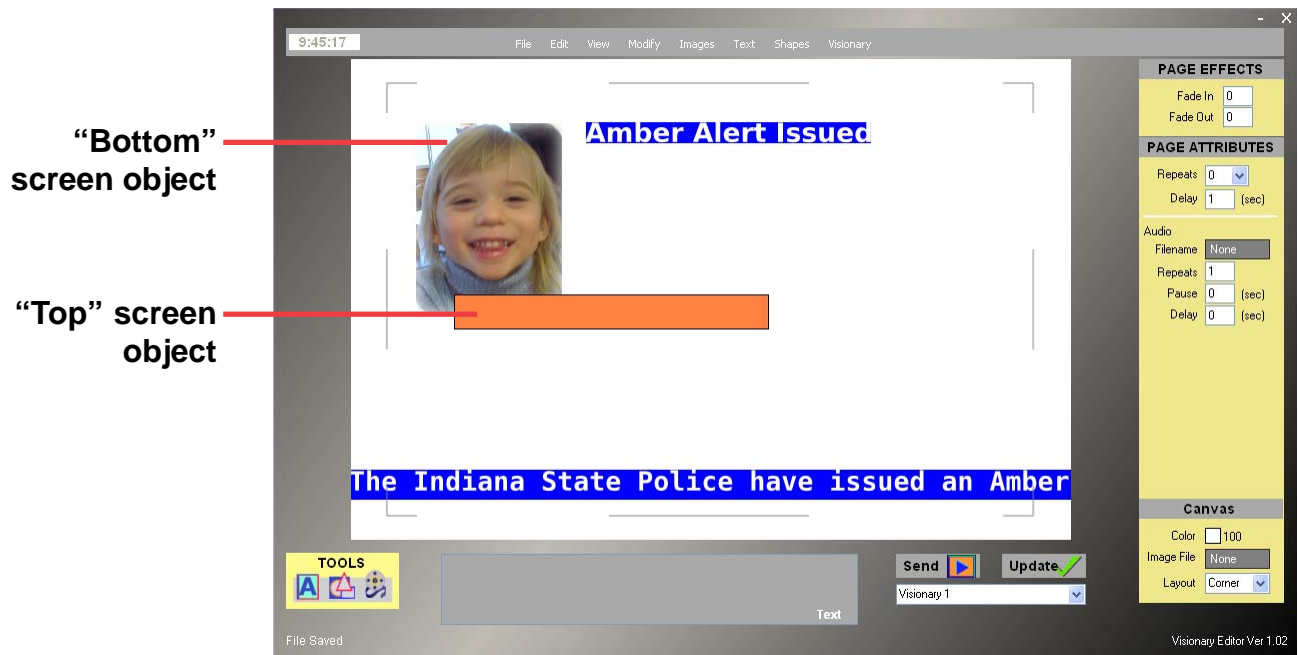 - X
9:45:17
File Edit View Modify Images Text Shapes Visionary
PAGE EFFECTS
Fade In 0
Fade Out 0
PAGE ATTRIBUTES
Repeats 0
Delay 1 (sec)
Audio
Filename None
Repeats 1
Pause 0 (sec)
Delay 0 (sec)
Canvas
Color 100
Image File None
Layout Corner
“Bottom”
screen object
“Top” screen
object
Amber Alert Issued
The Indiana State Police have issued an Amber
TOOLS
A
Text
Send
Update
Visionary 1
File Saved
Visionary Editor Ver 1.02